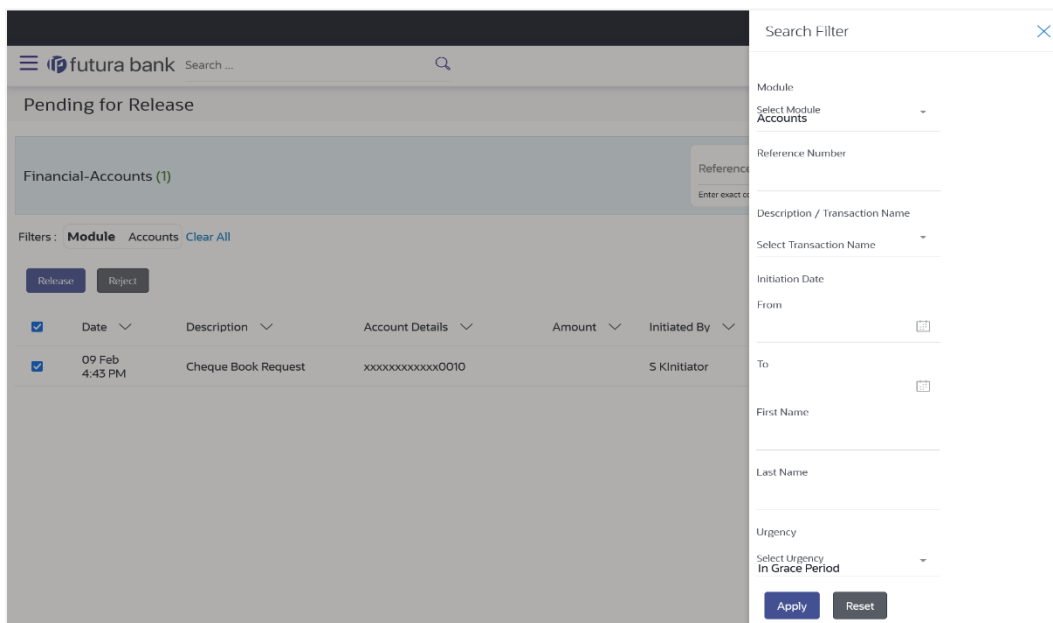 futura bank Search ...
Pending for Release
Financial-Accounts (1)
Reference
Enter exact co
Filters : Module Accounts Clear All
Release Reject
Date Description Account Details Amount Initiated By
09 Feb
4:43 PM
Cheque Book Request xxxxxxxxxxxx0010 S KInitiator
Search Filter
Module
Select Module
Accounts
Reference Number
Description / Transaction Name
Select Transaction Name
Initiation Date
From
To
First Name
Last Name
Urgency
Select Urgency
In Grace Period
Apply Reset